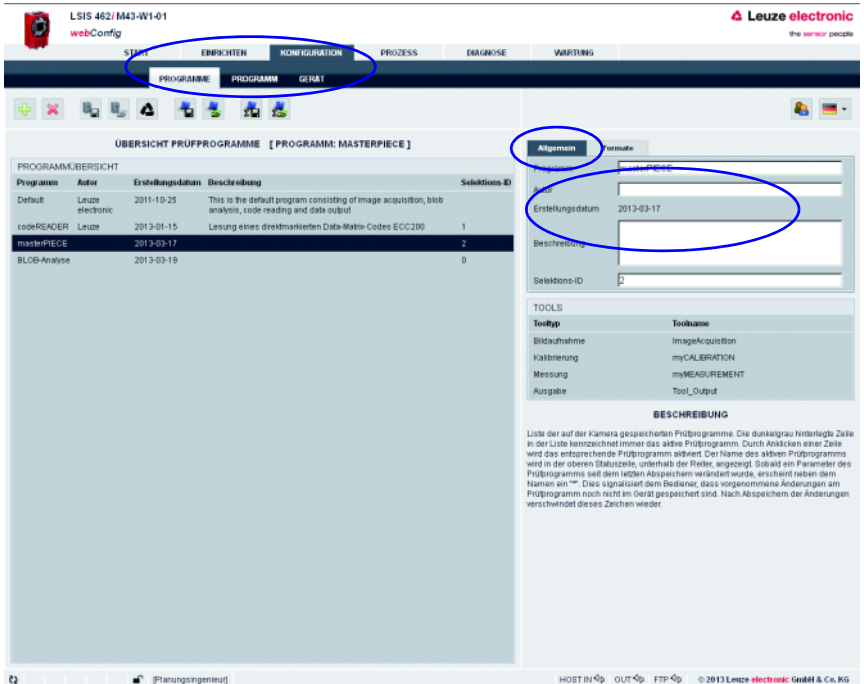 LSIS 462i M43-W1-01
webConfig
Leuze electronic
the sensor people
START EINRICHTEN KONFIGURATION PROZESS DIAGNOSE WARTUNG
PROGRAMME PROGRAMM GERÄT
ÜBERSICHT PRÜFPROGRAMME [ PROGRAMM: MASTERPIECE ]
PROGRAMMÜBERSICHT
Programm Autor Erstellungsdatum Beschreibung Selektions-ID
Default Leuze electronic 2011-10-25 This is the default program consisting of image acquisition, blob analysis, code reading and data output
codeREADER Leuze 2013-01-15 Lesung eines direktmarkierten Data-Matrix-Codes ECC200 1
masterPIECE 2013-03-17 2
BLOB-Analyse 2013-03-19 0
Allgemein Formate
Programm masterPIECE
Autor
Erstellungsdatum 2013-03-17
Beschreibung
Selektions-ID 2
TOOLS
Tooltyp Toolname
Bildaufnahme ImageAcquisition
Kalibrierung myCALIBRATION
Messung myMEASUREMENT
Ausgabe Tool_Output
BESCHREIBUNG
Liste der auf der Kamera gespeicherten Prüfprogramme. Die dunkelgrau hinterlegte Zeile
in der Liste kennzeichnet immer das aktive Prüfprogramm. Durch Anklicken einer Zeile
wird das entsprechende Prüfprogramm aktiviert. Der Name des aktiven Prüfprogramms
wird in der oberen Statuszeile, unterhalb der Reiter, angezeigt. Sobald ein Parameter des
Prüfprogramms seit dem letzten Abspeichern verändert wurde, erscheint neben dem
Namen ein "*". Dies signalisiert dem Bediener, dass vorgenommene Änderungen am
Prüfprogramm noch nicht im Gerät gespeichert sind. Nach Abspeichern der Änderungen
verschwindet dieses Zeichen wieder.
[Planungsingenieur]
HOST IN OUT FTP © 2013 Leuze electronic GmbH & Co. KG